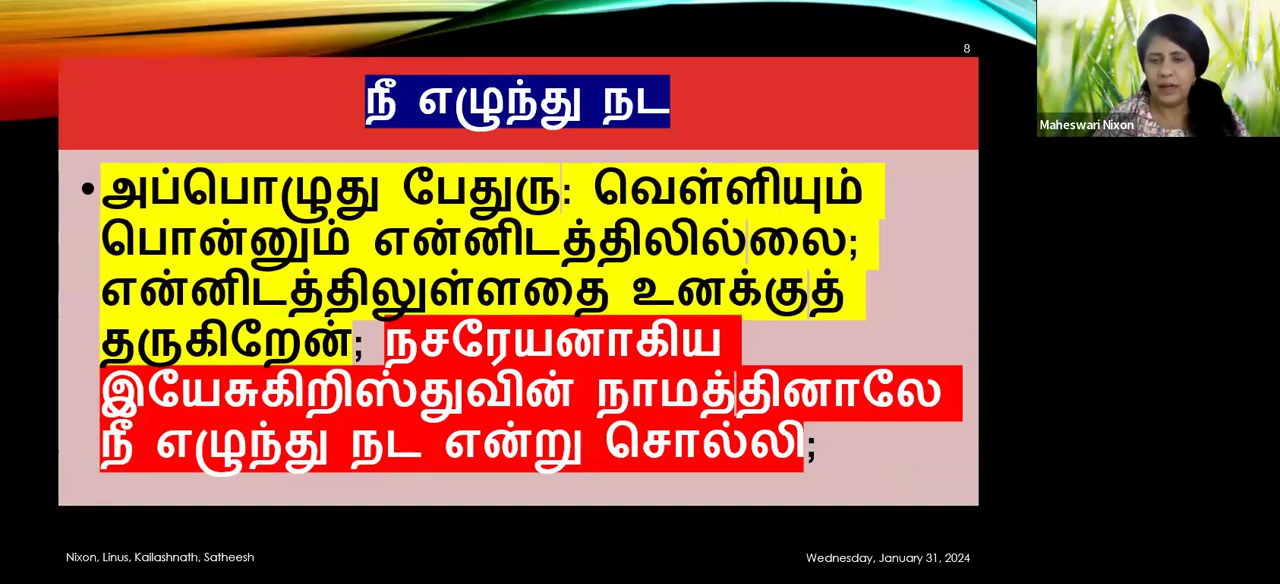 8
நீ எழுந்து நட
Maheswari Nixon
•அப்பொழுது பேதுரு: வெள்ளியும்
பொன்னும் என்னிடத்திலில்லை;
என்னிடத்திலுள்ளதை உனக்குத்
தருகிறேன்; நசரேயனாகிய
இயேசுகிறிஸ்துவின் நாமத்தினாலே
நீ எழுந்து நட என்று சொல்லி;
Nixon, Linus, Kailashnath, Satheesh
Wednesday, January 31, 2024